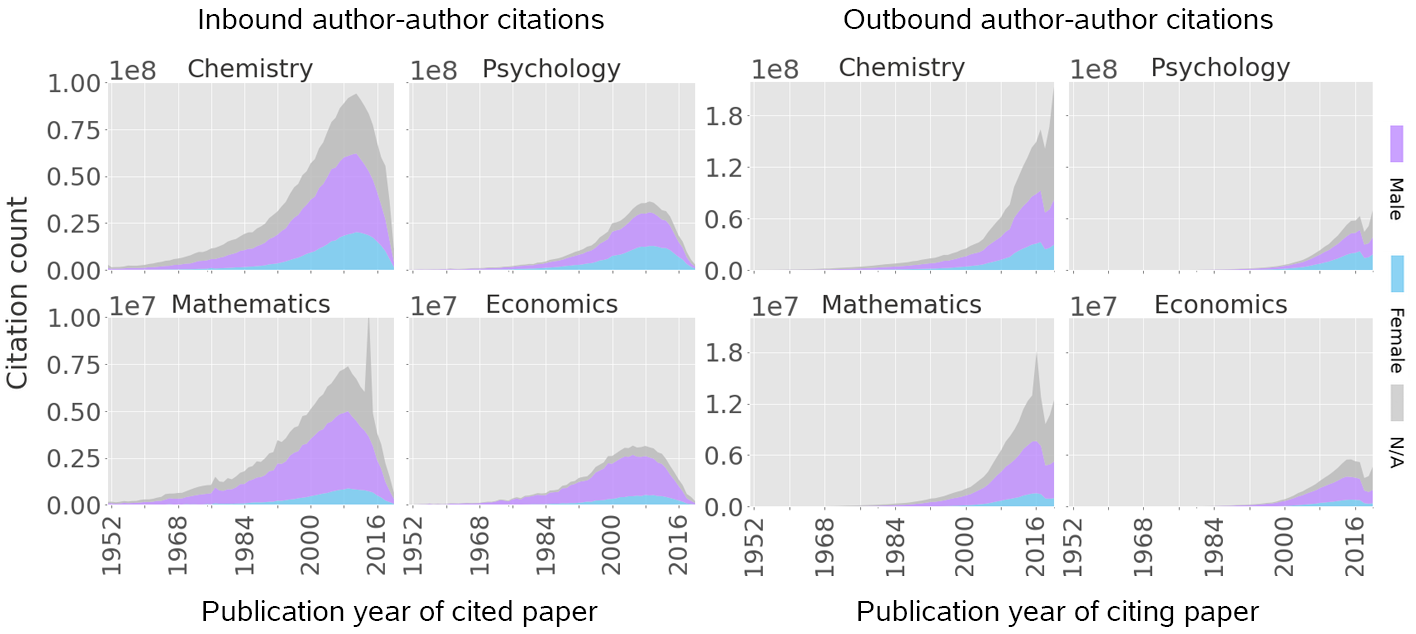 Inbound author-author citations
Outbound author-author citations
1e8 Chemistry
1e8 Psychology
1e8 Chemistry
1e8 Psychology
1.00
0.75
0.50
0.25
0.00
1.8
1.2
0.6
0.0
Citation count
1e7 Mathematics
1e7 Economics
1e7 Mathematics
1e7 Economics
1.00
0.75
0.50
0.25
0.00
1.8
1.2
0.6
0.0
1952 1968 1984 2000 2016
1952 1968 1984 2000 2016
1952 1968 1984 2000 2016
1952 1968 1984 2000 2016
Publication year of cited paper
Publication year of citing paper
Male
Female
N/A